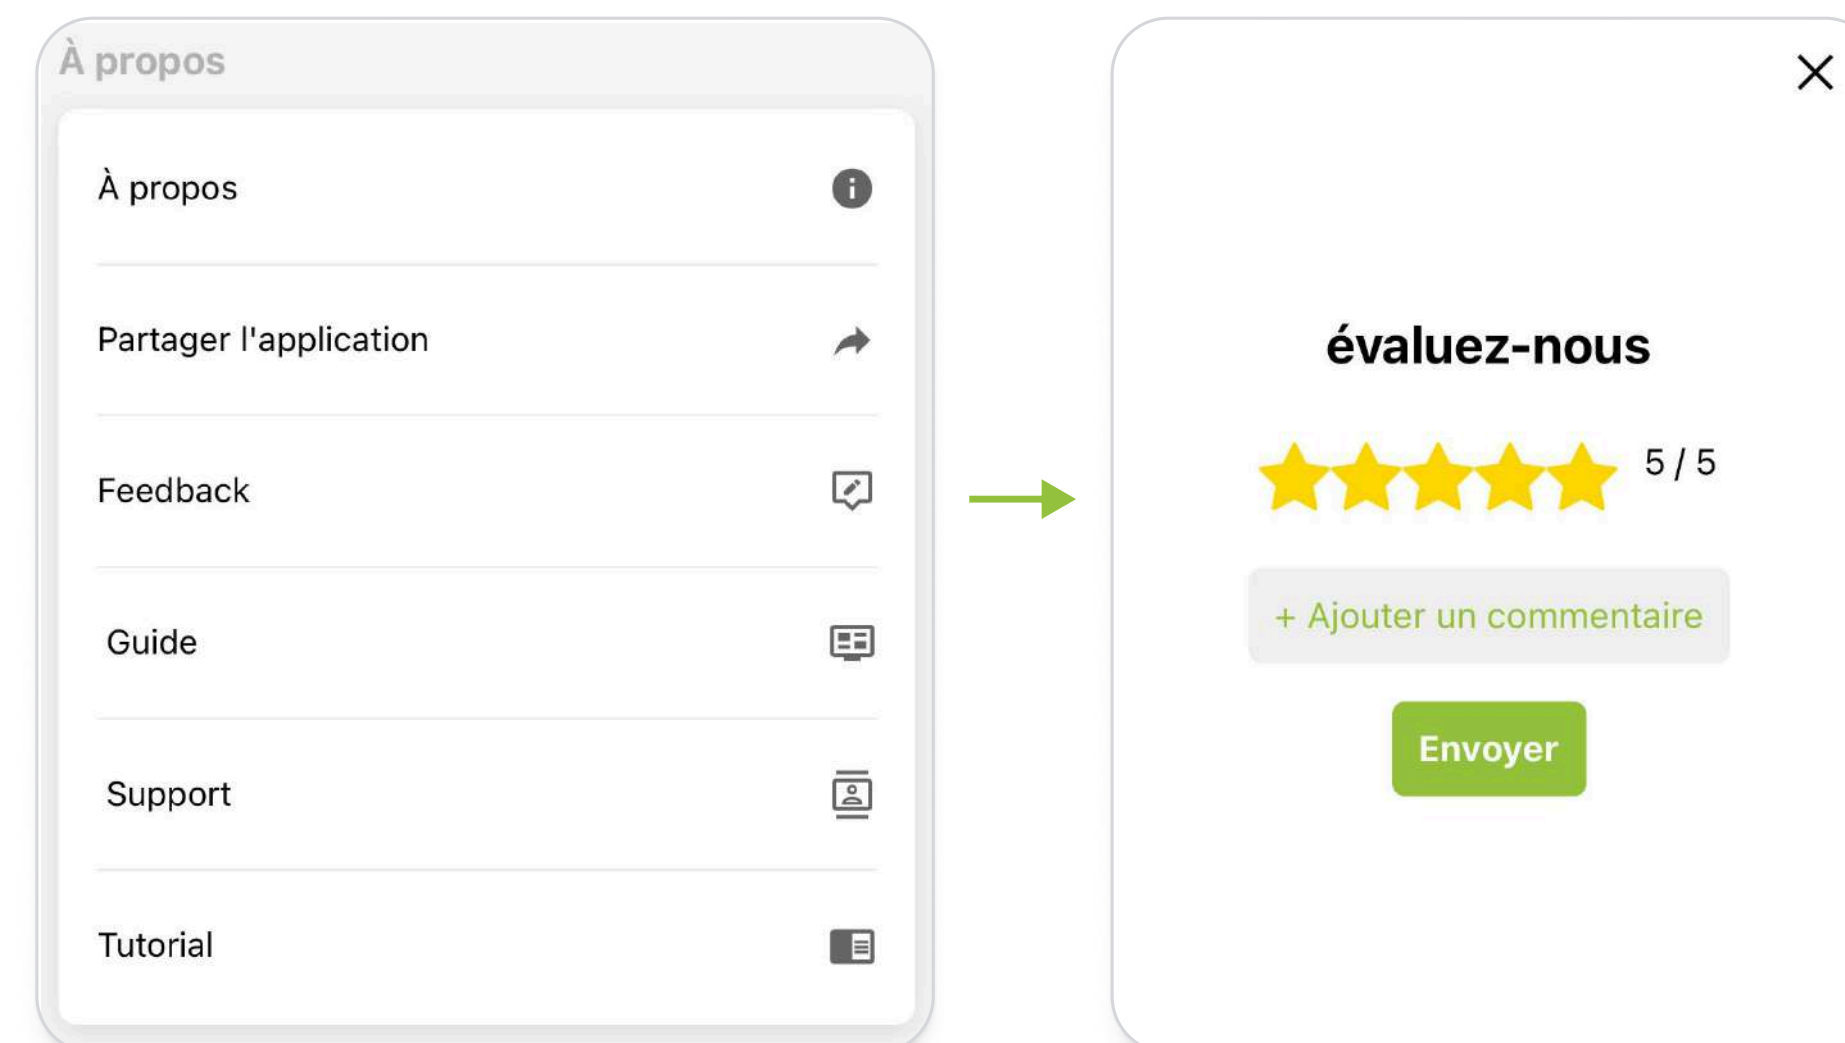 À propos
À propos
Partager l'application
Feedback
Guide
Support
Tutorial
évaluez-nous
5 / 5
+ Ajouter un commentaire
Envoyer